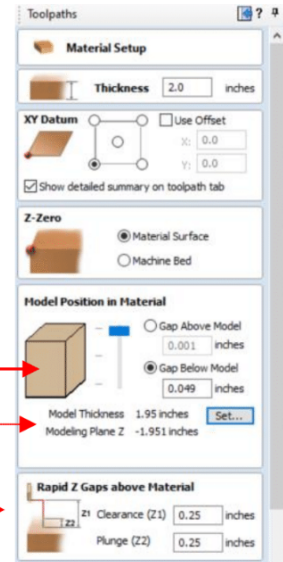 Toolpaths ?
Material Setup
Thickness 2.0 inches
XY Datum Use Offset
X: 0.0
Y: 0.0
Show detailed summary on toolpath tab
Z-Zero
Material Surface
Machine Bed
Model Position in Material
Gap Above Model
0.001 inches
Gap Below Model
0.049 inches
Model Thickness 1.95 inches Set...
Modeling Plane Z -1.951 inches
Rapid Z Gaps above Material
Z1 Clearance (Z1) 0.25 inches
Z2 Plunge (Z2) 0.25 inches